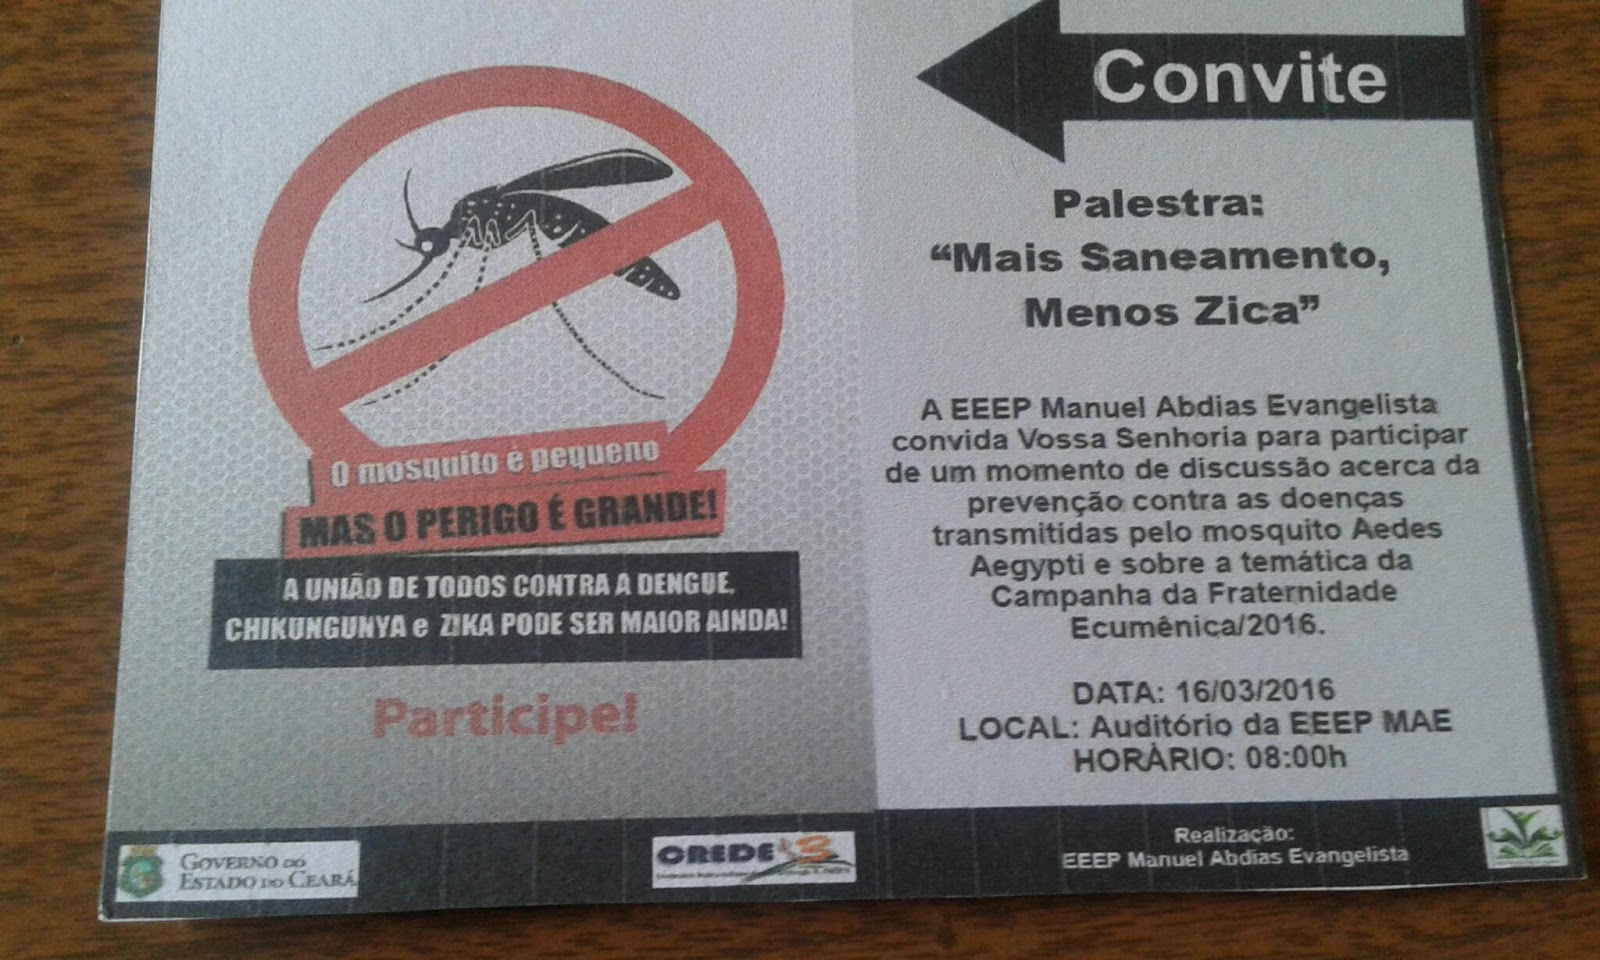 O mosquito é pequeno
MAS O PERIGO É GRANDE!
A UNIÃO DE TODOS CONTRA A DENGUE,
CHIKUNGUNYA e ZIKA PODE SER MAIOR AINDA!
Participe!
GOVERNO DO
ESTADO DO CEARÁ
CREDE 3
Convite
Palestra:
“Mais Saneamento,
Menos Zica”
A EEEP Manuel Abdias Evangelista
convida Vossa Senhoria para participar
de um momento de discussão acerca da
prevenção contra as doenças
transmitidas pelo mosquito Aedes
Aegypti e sobre a temática da
Campanha da Fraternidade
Ecumênica/2016.
DATA: 16/03/2016
LOCAL: Auditório da EEEP MAE
HORÁRIO: 08:00h
Realização:
EEEP Manuel Abdias Evangelista